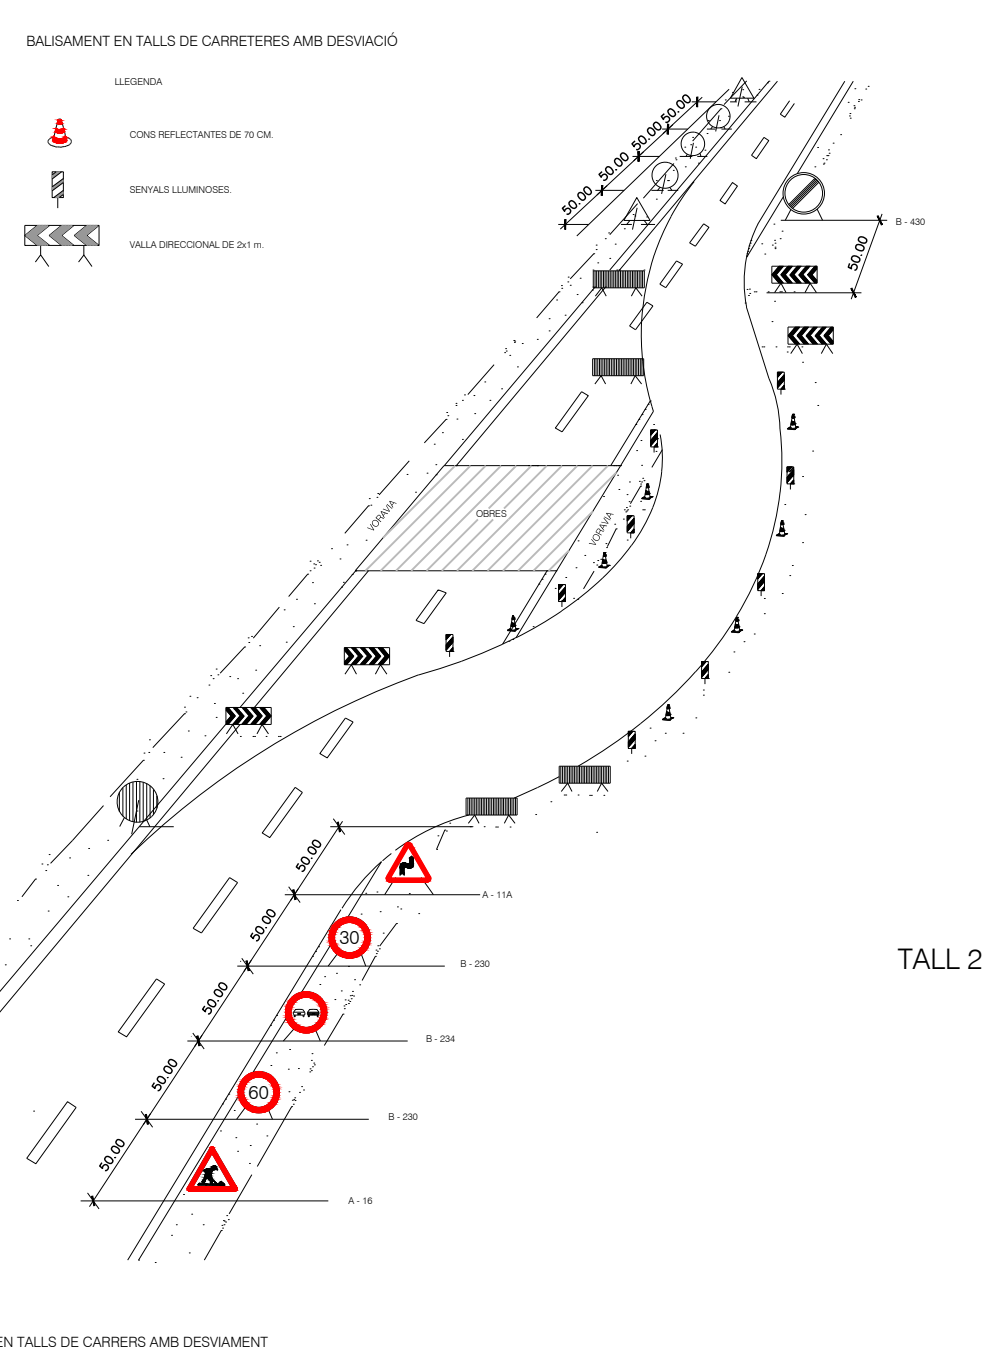 BALISAMENT EN TALLS DE CARRETERES AMB DESVIACIÓ
LLEGENDA
CONS REFLECTANTES DE 70 CM.
SENYALS LLUMINOSES.
VALLA DIRECCIONAL DE 2x1 m.
50.00
50.00
50.00
50.00
B - 430
50.00
VORAVIA
OBRES
VORAVIA
50.00
A - 11A
50.00
30
B - 230
TALL 2
50.00
B - 234
50.00
60
B - 230
50.00
A - 16
EN TALLS DE CARRERS AMB DESVIAMENT